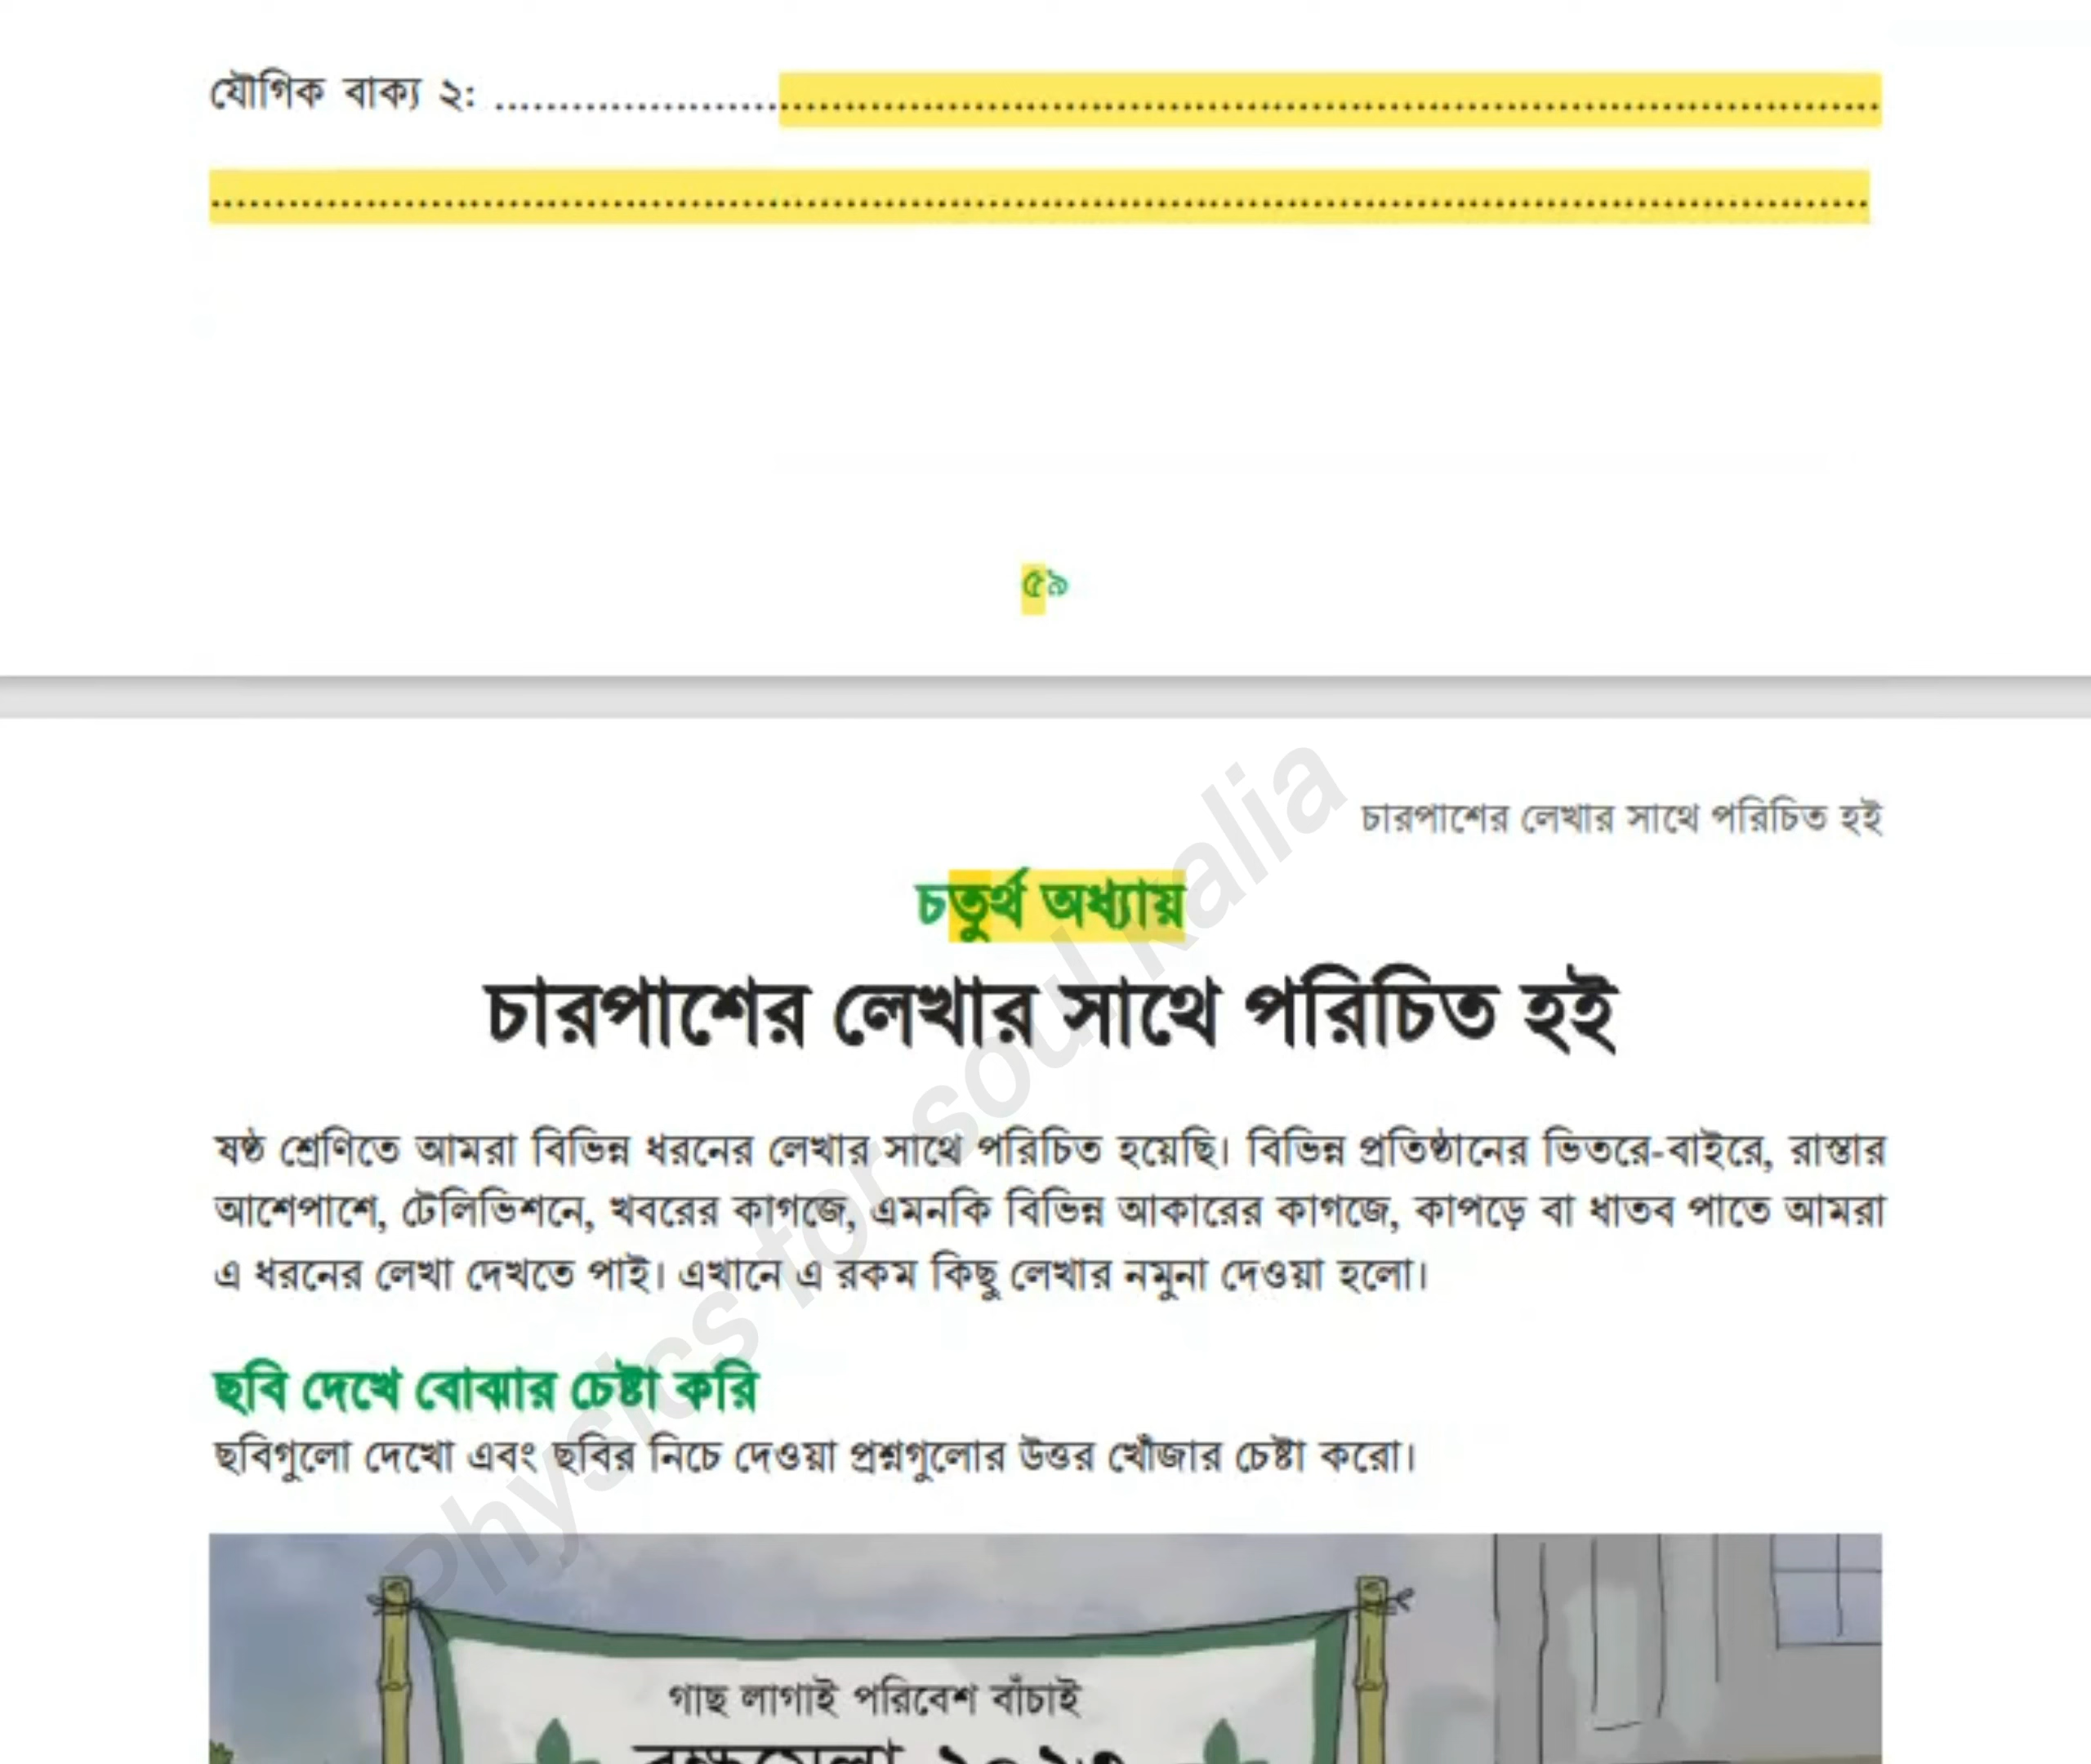 যৌগিক বাক্য ২: ..........................................................................................................
..........................................................................................................
৫৯
চারপাশের লেখার সাথে পরিচিত হই
চতুর্থ অধ্যায়
চারপাশের লেখার সাথে পরিচিত হই
ষষ্ঠ শ্রেণিতে আমরা বিভিন্ন ধরনের লেখার সাথে পরিচিত হয়েছি। বিভিন্ন প্রতিষ্ঠানের ভিতরে-বাইরে, রাস্তার
আশেপাশে, টেলিভিশনে, খবরের কাগজে, এমনকি বিভিন্ন আকারের কাগজে, কাপড়ে বা ধাতব পাতে আমরা
এ ধরনের লেখা দেখতে পাই। এখানে এ রকম কিছু লেখার নমুনা দেওয়া হলো।
ছবি দেখে বোঝার চেষ্টা করি
ছবিগুলো দেখো এবং ছবির নিচে দেওয়া প্রশ্নগুলোর উত্তর খোঁজার চেষ্টা করো।
গাছ লাগাই পরিবেশ বাঁচাই
Physics for soul Kalia